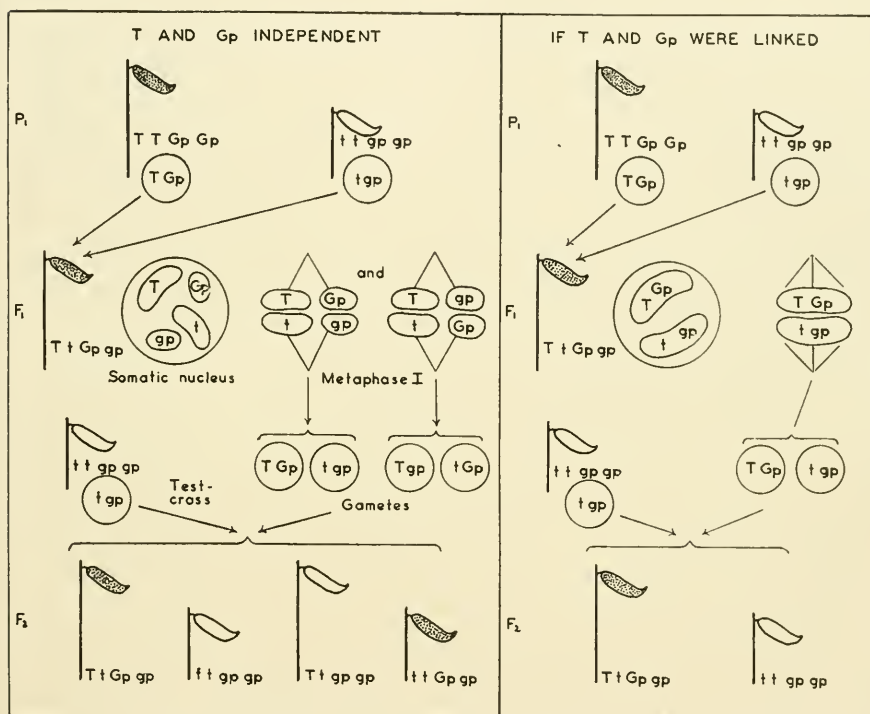 T AND Gp INDEPENDENT
P₁
T T Gp Gp
t t gp gp
T Gp
t gp
F₁
T
Gp
gp
t
T t Gp gp
Somatic nucleus
and
T Gp
t gp
T gp
t Gp
Metaphase I
t t gp gp
t gp
Test-
cross
T Gp
t gp
T gp
t Gp
Gametes
F₂
T t Gp gp
f t gp gp
T t gp gp
t t Gp gp
IF T AND Gp WERE LINKED
P₁
T T Gp Gp
t t gp gp
T Gp
t gp
F₁
Gp
T
t gp
T t Gp gp
T Gp
t gp
t t gp gp
t gp
T Gp
t gp
F₂
T t Gp gp
t t gp gp